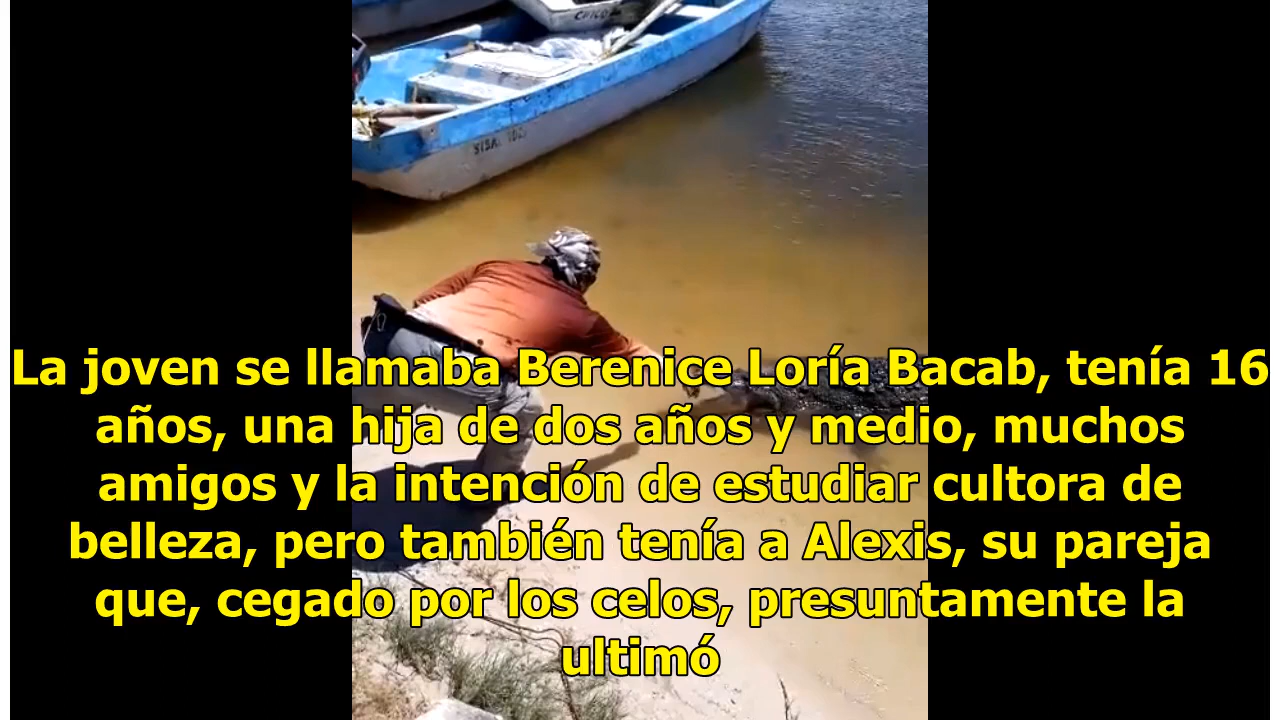 CHICO
SISAL
La joven se llamaba Berenice Loría Bacab, tenía 16
años, una hija de dos años y medio, muchos
amigos y la intención de estudiar cultora de
belleza, pero también tenía a Alexis, su pareja
que, cegado por los celos, presuntamente la
ultimó